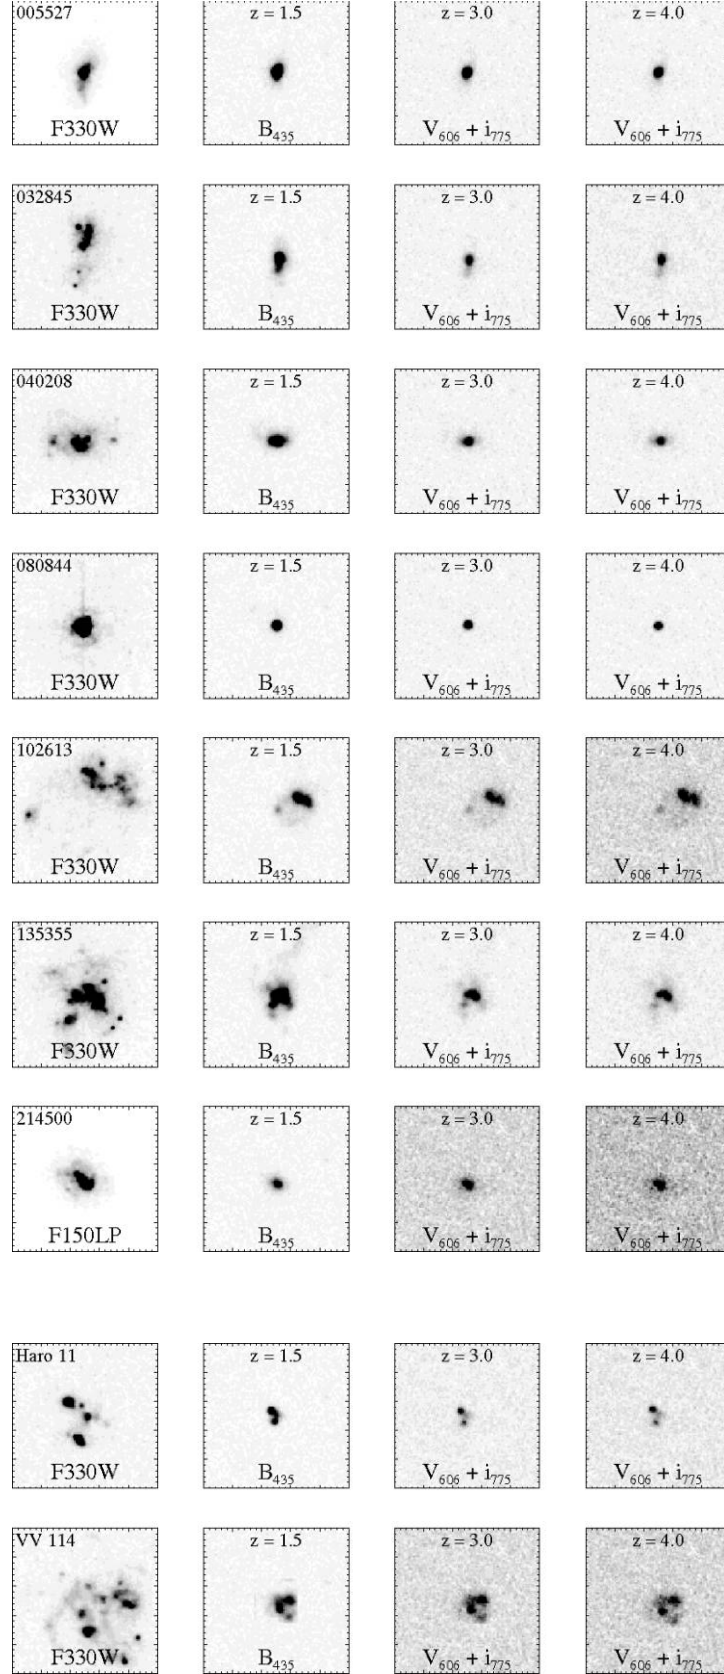 005527 z = 1.5 z = 3.0 z = 4.0
F330W B₄₃₅ V₆₀₆ + i₇₇₅ V₆₀₆ + i₇₇₅
032845 z = 1.5 z = 3.0 z = 4.0
F330W B₄₃₅ V₆₀₆ + i₇₇₅ V₆₀₆ + i₇₇₅
040208 z = 1.5 z = 3.0 z = 4.0
F330W B₄₃₅ V₆₀₆ + i₇₇₅ V₆₀₆ + i₇₇₅
080844 z = 1.5 z = 3.0 z = 4.0
F330W B₄₃₅ V₆₀₆ + i₇₇₅ V₆₀₆ + i₇₇₅
102613 z = 1.5 z = 3.0 z = 4.0
F330W B₄₃₅ V₆₀₆ + i₇₇₅ V₆₀₆ + i₇₇₅
135355 z = 1.5 z = 3.0 z = 4.0
F330W B₄₃₅ V₆₀₆ + i₇₇₅ V₆₀₆ + i₇₇₅
214500 z = 1.5 z = 3.0 z = 4.0
F150LP B₄₃₅ V₆₀₆ + i₇₇₅ V₆₀₆ + i₇₇₅
Haro 11 z = 1.5 z = 3.0 z = 4.0
F330W B₄₃₅ V₆₀₆ + i₇₇₅ V₆₀₆ + i₇₇₅
VV 114 z = 1.5 z = 3.0 z = 4.0
F330W B₄₃₅ V₆₀₆ + i₇₇₅ V₆₀₆ + i₇₇₅